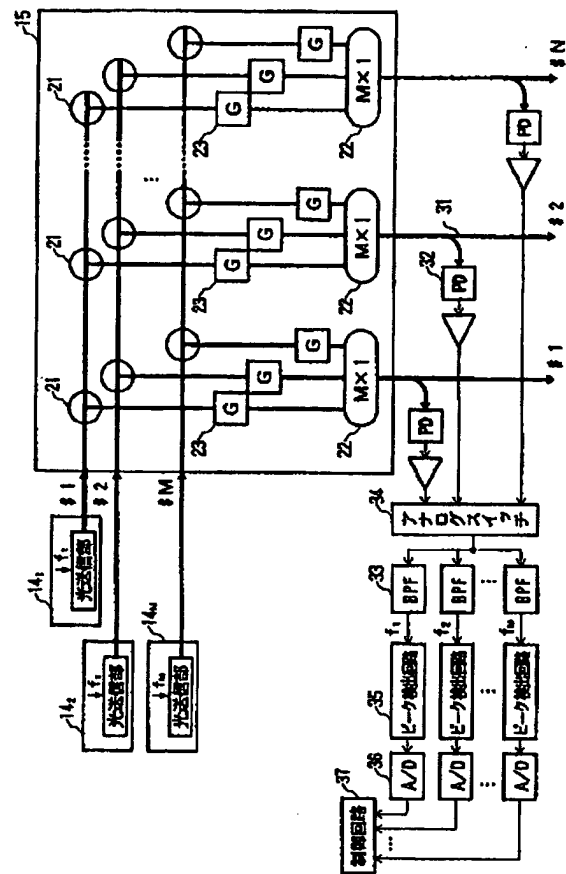 15
14₁
f₁
光送信部
#1
14₂
f₁
光送信部
#2
14M
fM
光送信部
#M
21
21
21
⋮
23
G
G
G
23
G
G
G
23
G
G
G
22
M×1
22
M×1
22
M×1
31
PD
32
PD
PD
#1
#2
#N
34
アナログスイッチ
33
BPF
BPF
BPF
f₁
f₂
fM
35
ピーク検出回路
ピーク検出回路
ピーク検出回路
36
A/D
A/D
A/D
37
制御回路